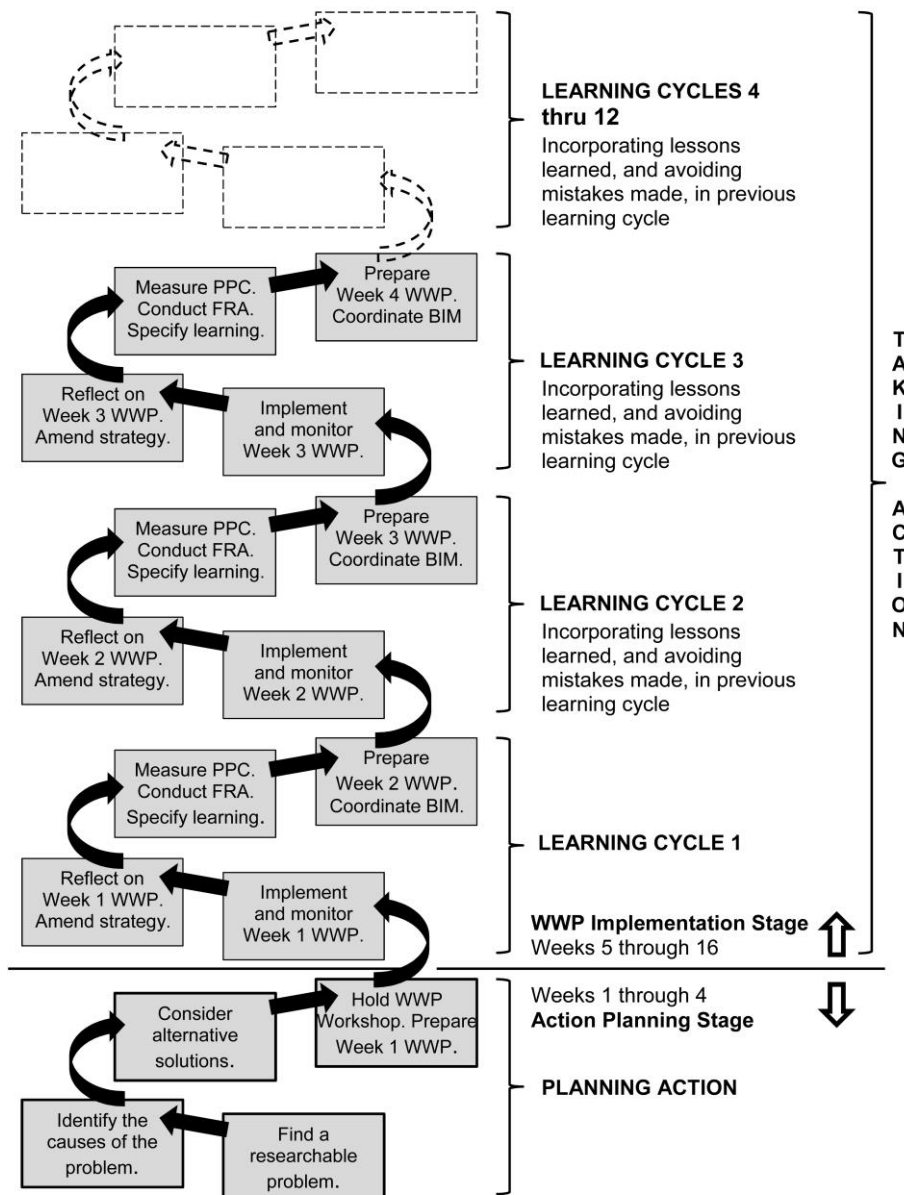 LEARNING CYCLES 4
thru 12
Incorporating lessons
learned, and avoiding
mistakes made, in previous
learning cycle
Prepare
Week 4 WWP.
Coordinate BIM
Measure PPC.
Conduct FRA.
Specify learning.
LEARNING CYCLE 3
Incorporating lessons
learned, and avoiding
mistakes made, in previous
learning cycle
Reflect on
Week 3 WWP.
Amend strategy.
Implement
and monitor
Week 3 WWP.
TAKING ACTION
Prepare
Week 3 WWP.
Coordinate BIM.
Measure PPC.
Conduct FRA.
Specify learning.
LEARNING CYCLE 2
Incorporating lessons
learned, and avoiding
mistakes made, in previous
learning cycle
Reflect on
Week 2 WWP.
Amend strategy.
Implement
and monitor
Week 2 WWP.
Prepare
Week 2 WWP.
Coordinate BIM.
Measure PPC.
Conduct FRA.
Specify learning.
LEARNING CYCLE 1
Reflect on
Week 1 WWP.
Amend strategy.
Implement
and monitor
Week 1 WWP.
WWP Implementation Stage
Weeks 5 through 16
Weeks 1 through 4
Action Planning Stage
Hold WWP
Workshop. Prepare
Week 1 WWP.
Consider
alternative
solutions.
PLANNING ACTION
Identify the
causes of the
problem.
Find a
researchable
problem.